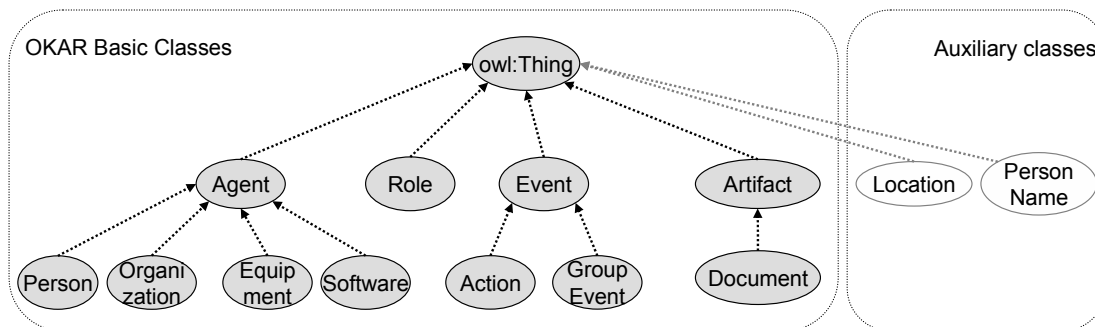 OKAR Basic Classes
Auxiliary classes
owl:Thing
Agent
Role
Event
Artifact
Location
Person
Name
Person
Organi
zation
Equip
ment
Software
Action
Group
Event
Document